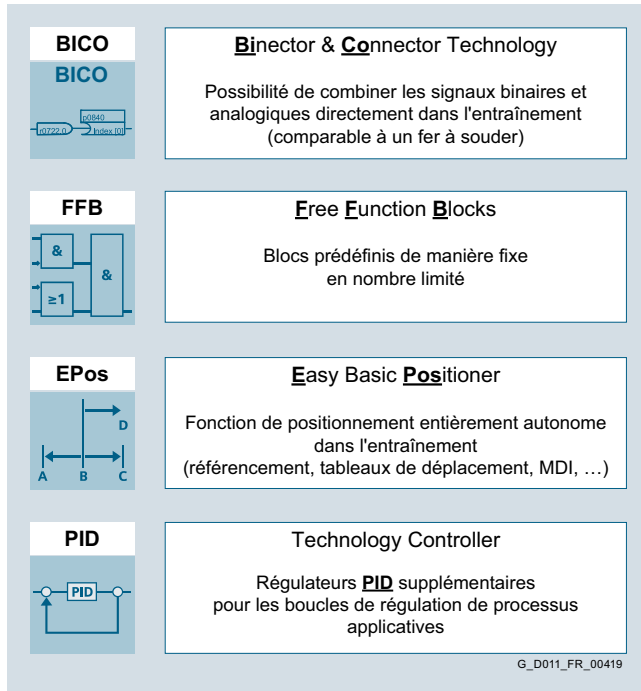 BICO
Binector & Connector Technology
BICO
p0840
r0722.0
Index [0]
Possibilité de combiner les signaux binaires et
analogiques directement dans l'entraînement
(comparable à un fer à souder)
FFB
Free Function Blocks
&
&
≥1
Blocs prédéfinis de manière fixe
en nombre limité
EPos
Easy Basic Positioner
D
A B C
Fonction de positionnement entièrement autonome
dans l'entraînement
(référencement, tableaux de déplacement, MDI, …)
PID
Technology Controller
PID
Régulateurs PID supplémentaires
pour les boucles de régulation de processus
applicatives
G_D011_FR_00419